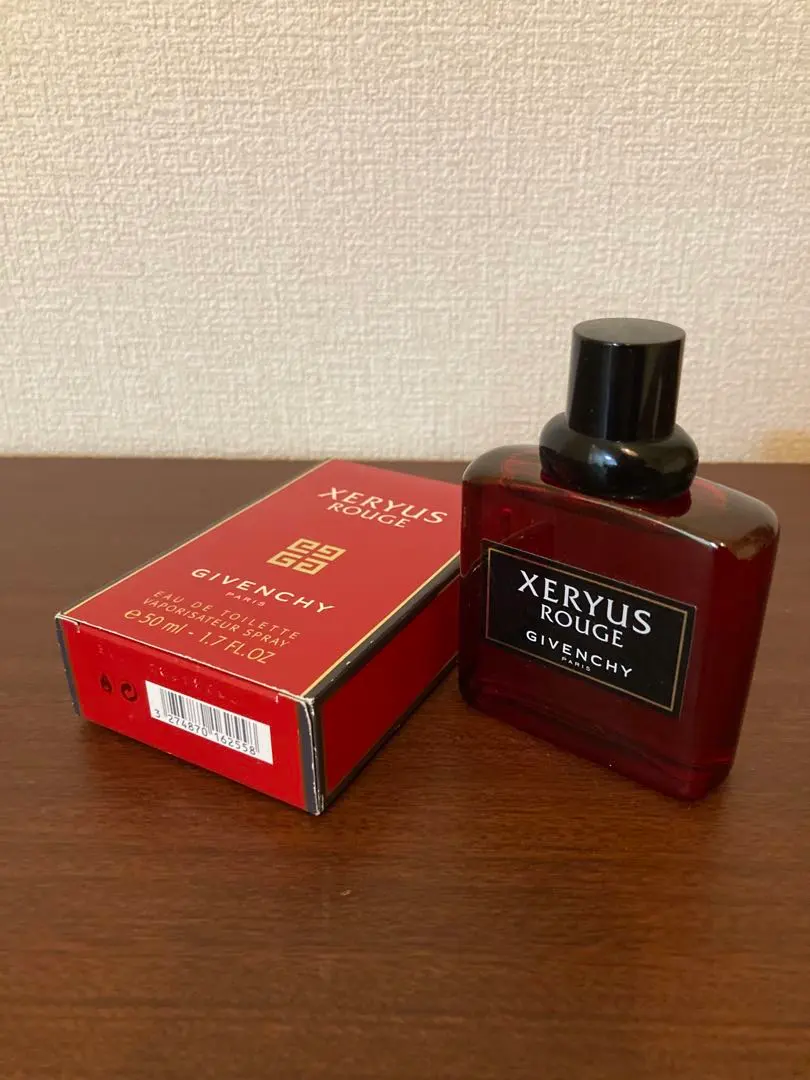 XERYUS
ROUGE
GIVENCHY
PARIS
EAU DE TOILETTE
VAPORISATEUR SPRAY
℮50 ml - 1.7 FL.OZ
3 274870 162558
XERYUS
ROUGE
GIVENCHY
PARIS